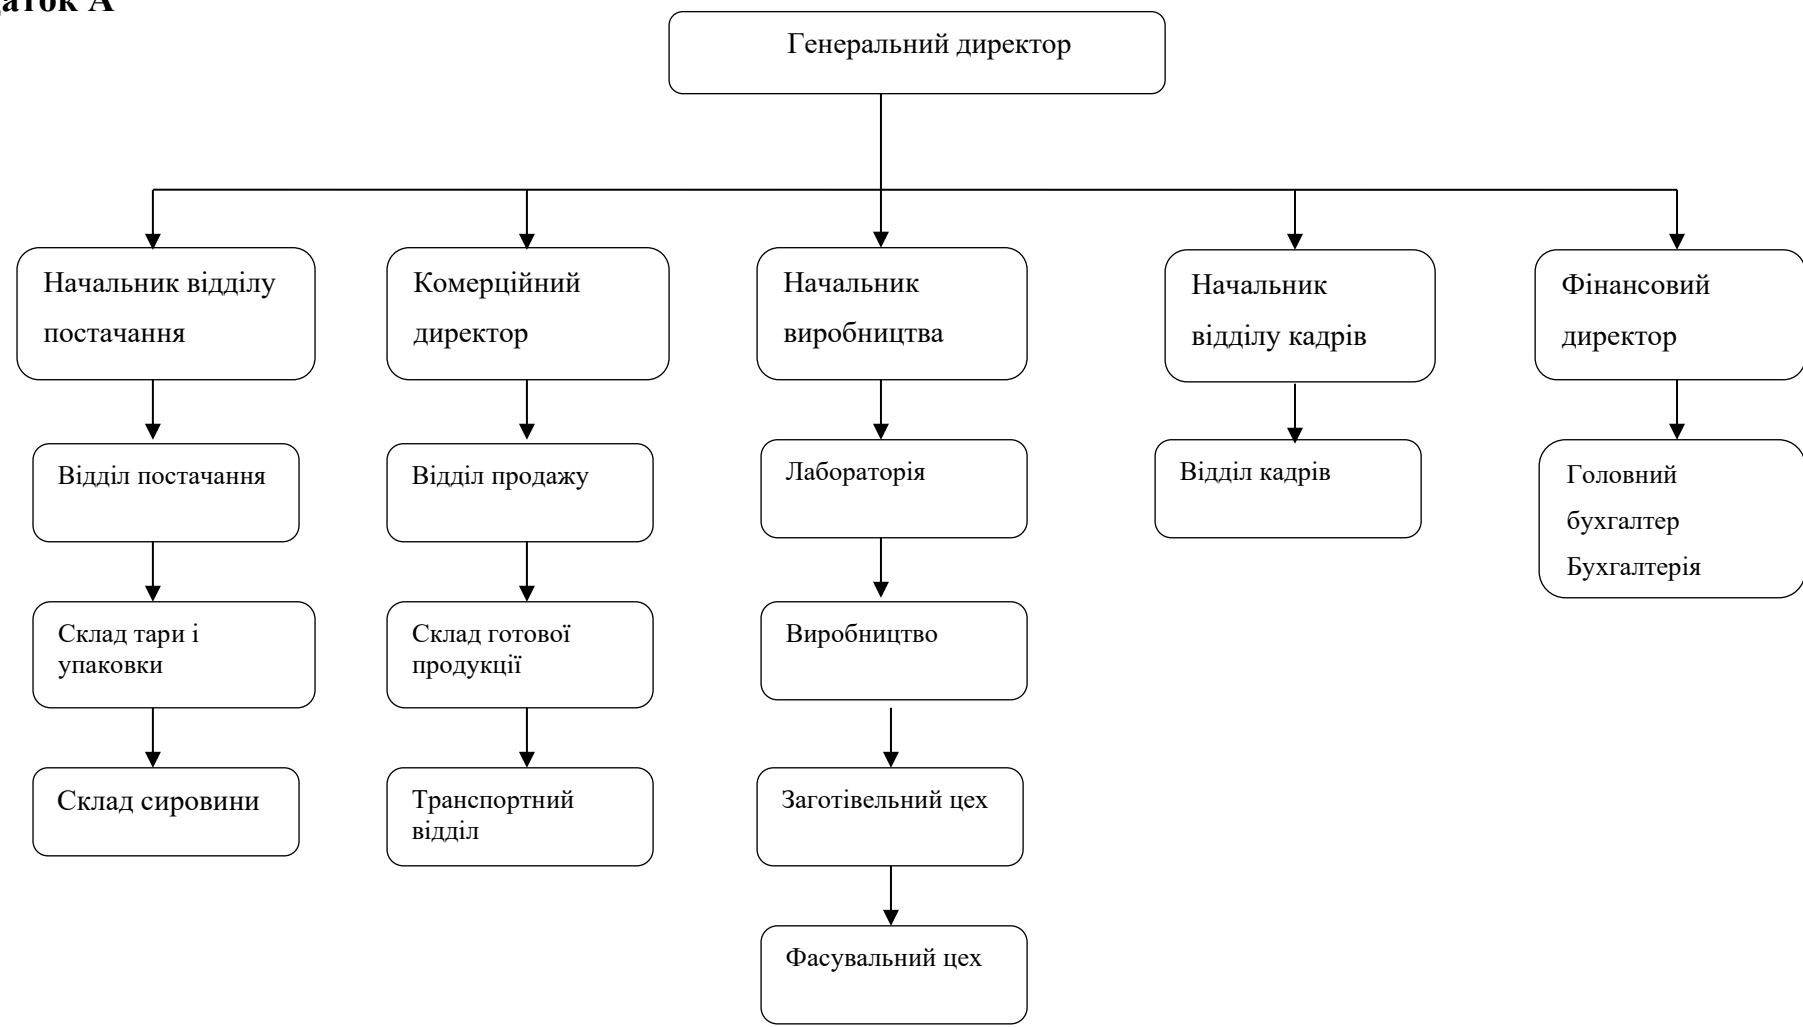 даток А
Генеральний директор
Начальник відділу
постачання
Комерційний
директор
Начальник
виробництва
Начальник
відділу кадрів
Фінансовий
директор
Відділ постачання
Відділ продажу
Лабораторія
Відділ кадрів
Головний
бухгалтер
Бухгалтерія
Склад тари і
упаковки
Склад готової
продукції
Виробництво
Склад сировини
Транспортний
відділ
Заготівельний цех
Фасувальний цех